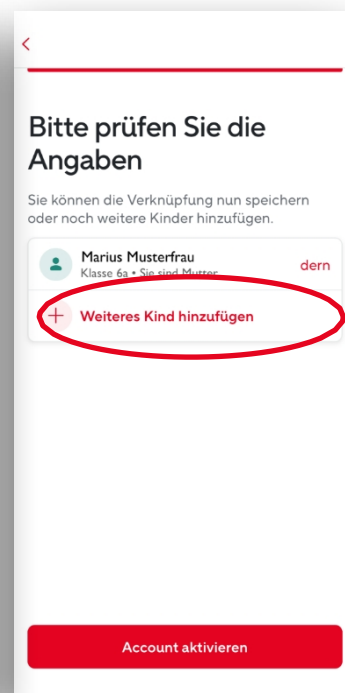 Bitte prüfen Sie die
Angaben
Sie können die Verknüpfung nun speichern
oder noch weitere Kinder hinzufügen.
Marius Musterfrau
dern
Klasse 6a • Sie sind Mutter
Weiteres Kind hinzufügen
Account aktivieren